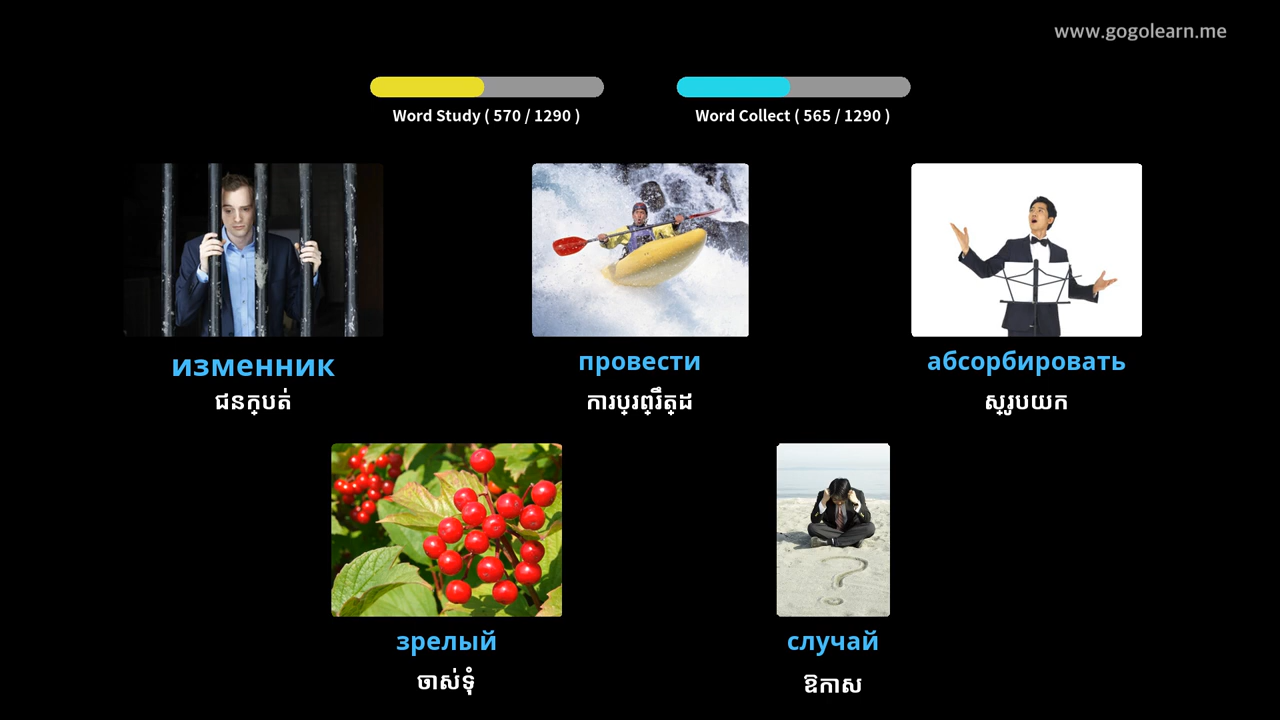 www.gogolearn.me
Word Study ( 570 / 1290 )
Word Collect ( 565 / 1290 )
изменник
провести
абсорбировать
ជនក្បត់
ការប្រព្រឹត្ដ
ស្រូបយក
зрелый
случай
ចាស់ទុំ
ឱកាស